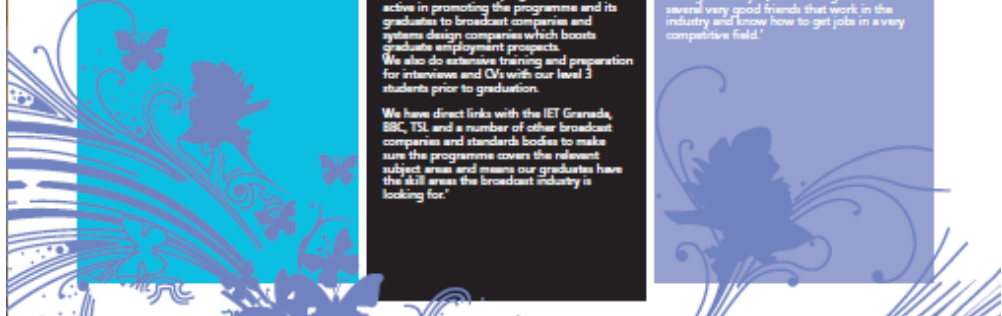 active in promoting the programme and its
graduates to broadcast companies and
systems design companies which boosts
graduate employment prospects.
We also do extensive training and preparation
for interviews and CVs with our level 3
students prior to graduation.
We have direct links with the IET Granada,
BBC, TSL and a number of other broadcast
companies and standards bodies to make
sure the programme covers the relevant
subject areas and means our graduates have
the skill areas the broadcast industry is
looking for.'
several very good friends that work in the
industry and know how to get jobs in a very
competitive field.'